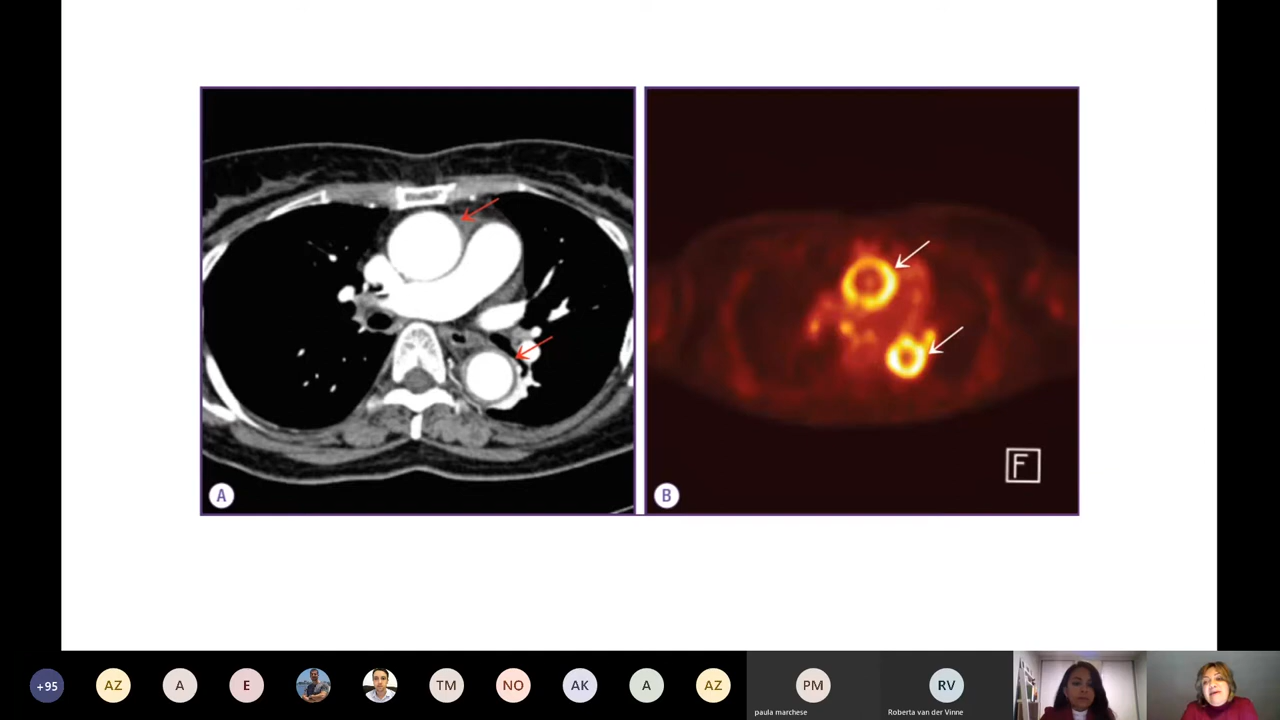 A
F
B
+95
AZ
A
E
TM
NO
AK
A
AZ
PM
RV
paula marchese
Roberta van der Vinne